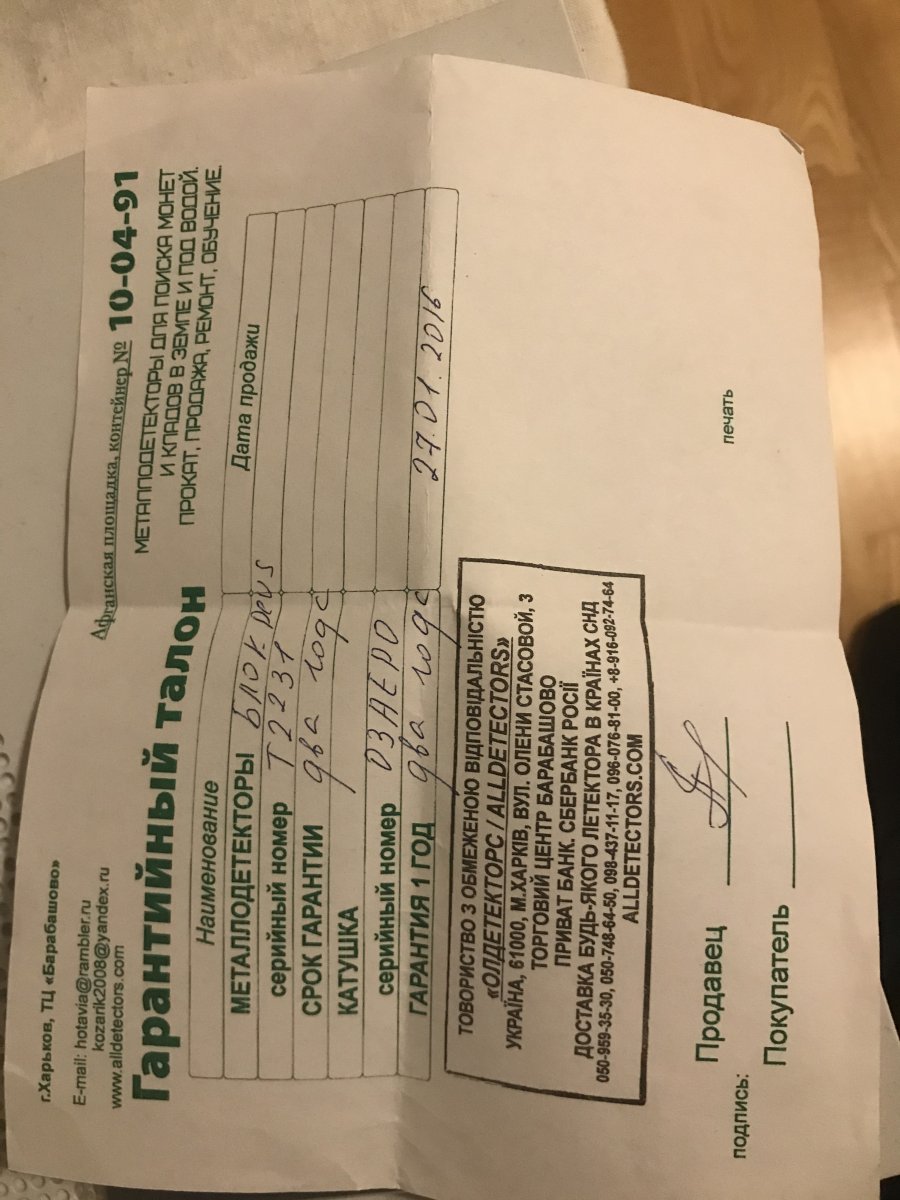 г.Харьков, ТЦ «Барабашово»
E-mail: hotavia@rambler.ru
kozarik2008@yandex.ru
www.alldetectors.com
Афганская площадка, контейнер № 10-04-91
Гарантийный талон
МЕТАЛЛОДЕТЕКТОРЫ ДЛЯ ПОИСКА МОНЕТ
И КЛАДОВ В ЗЕМЛЕ И ПОД ВОДОЙ.
ПРОКАТ, ПРОДАЖА, РЕМОНТ, ОБУЧЕНИЕ.
Наименование Дата продажи
МЕТАЛЛОДЕТЕКТОРЫ БЛОК Deus
серийный номер T2231
СРОК ГАРАНТИИ два года
КАТУШКА
серийный номер DЗАЕРО
ГАРАНТИЯ 1 ГОД два года 27.01.2016
ТОВОРИСТВО З ОБМЕЖЕНОЮ ВІДПОВІДАЛЬНІСТЮ
«ОЛДЕТЕКТОРС / ALLDETECTORS»
УКРАЇНА, 61000, М.ХАРКІВ, ВУЛ. ОЛЕНИ СТАСОВОЙ, 3
ТОРГОВИЙ ЦЕНТР БАРАБАШОВО
ПРИВАТ БАНК. СБЕРБАНК РОСІЇ
ДОСТАВКА БУДЬ-ЯКОГО ЛЕТЕКТОРА В КРАЇНАХ СНД
050-959-35-30, 050-748-64-50, 098-437-11-17, 096-076-81-00, +8-916-092-74-64
ALLDETECTORS.COM
Продавец
подпись: печать
Покупатель